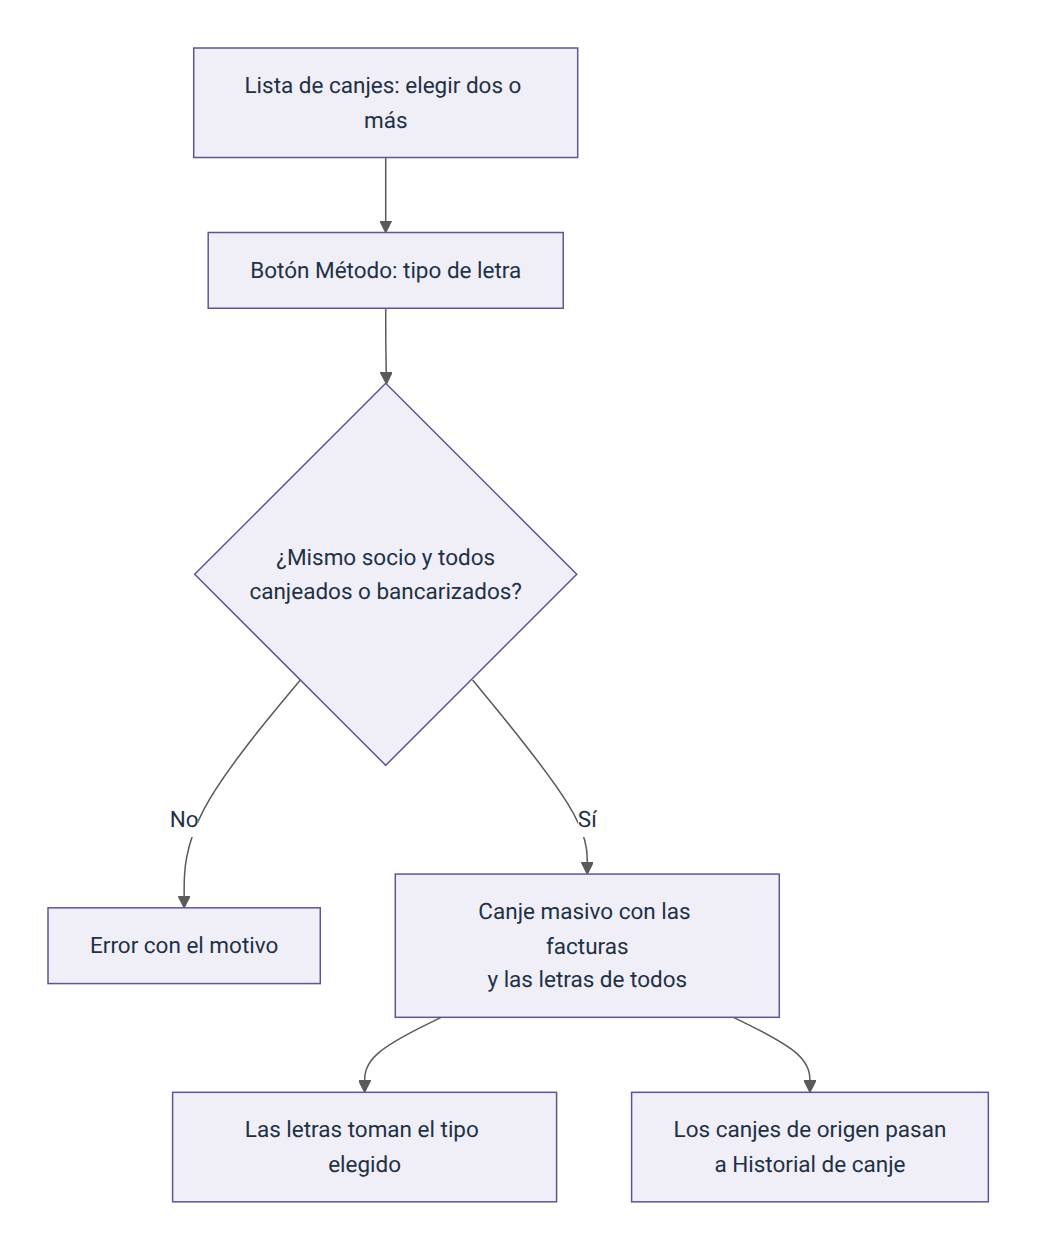 Lista de canjes: elegir dos o
más
Botón Método: tipo de letra
¿Mismo socio y todos
canjeados o bancarizados?
No
Sí
Canje masivo con las
facturas
y las letras de todos
Error con el motivo
Las letras toman el tipo
elegido
Los canjes de origen pasan
a Historial de canje